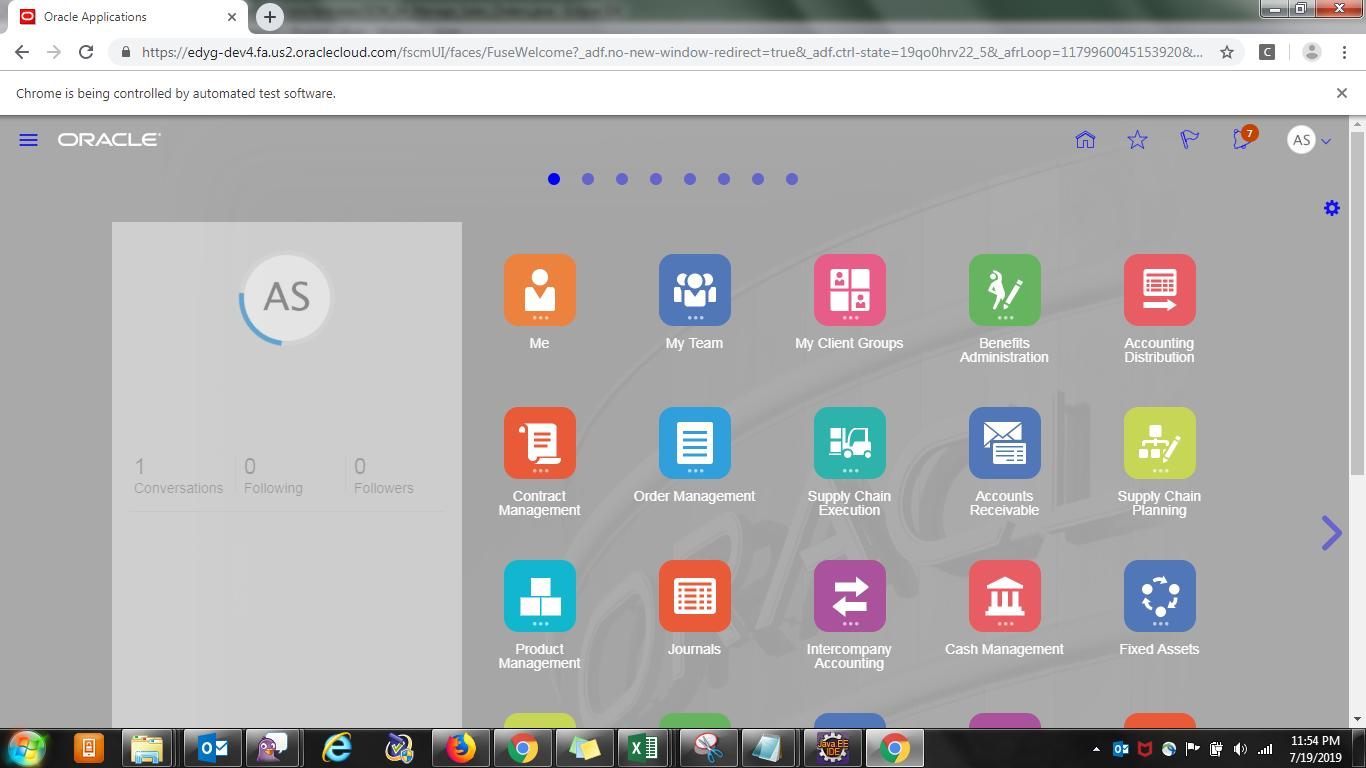 Oracle Applications
https://edyg-dev4.fa.us2.oraclecloud.com/fscmUI/faces/FuseWelcome?_adf.no-new-window-redirect=true&_adf.ctrl-state=19qo0hrv22_5&_afrLoop=1179960045153920&...
C
Chrome is being controlled by automated test software.
ORACLE
7
AS
AS
Me
My Team
My Client Groups
Benefits
Administration
Accounting
Distribution
1
Conversations
0
Following
0
Followers
Contract
Management
Order Management
Supply Chain
Execution
Accounts
Receivable
Supply Chain
Planning
Product
Management
Journals
Intercompany
Accounting
Cash Management
Fixed Assets
Java EE
IDE
11:54 PM
7/19/2019